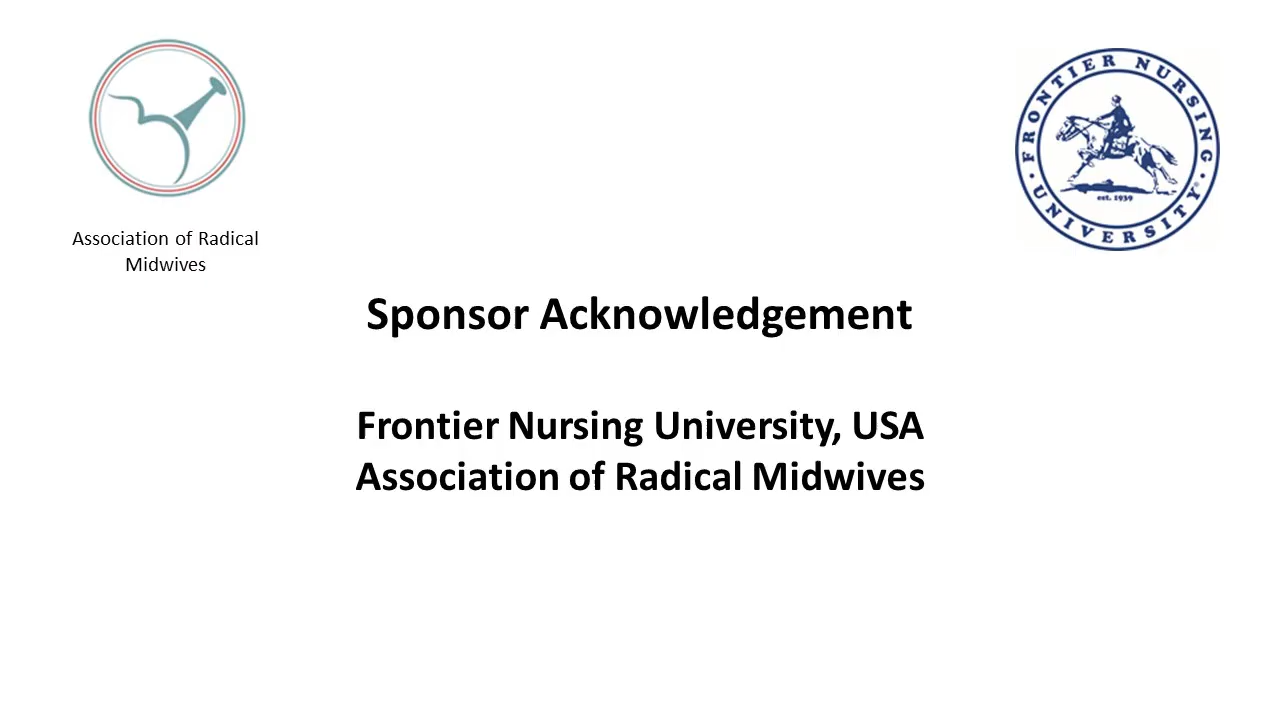 FRONTIER NURSING
UNIVERSITY®
est. 1939
Association of Radical
Midwives
Sponsor Acknowledgement
Frontier Nursing University, USA
Association of Radical Midwives